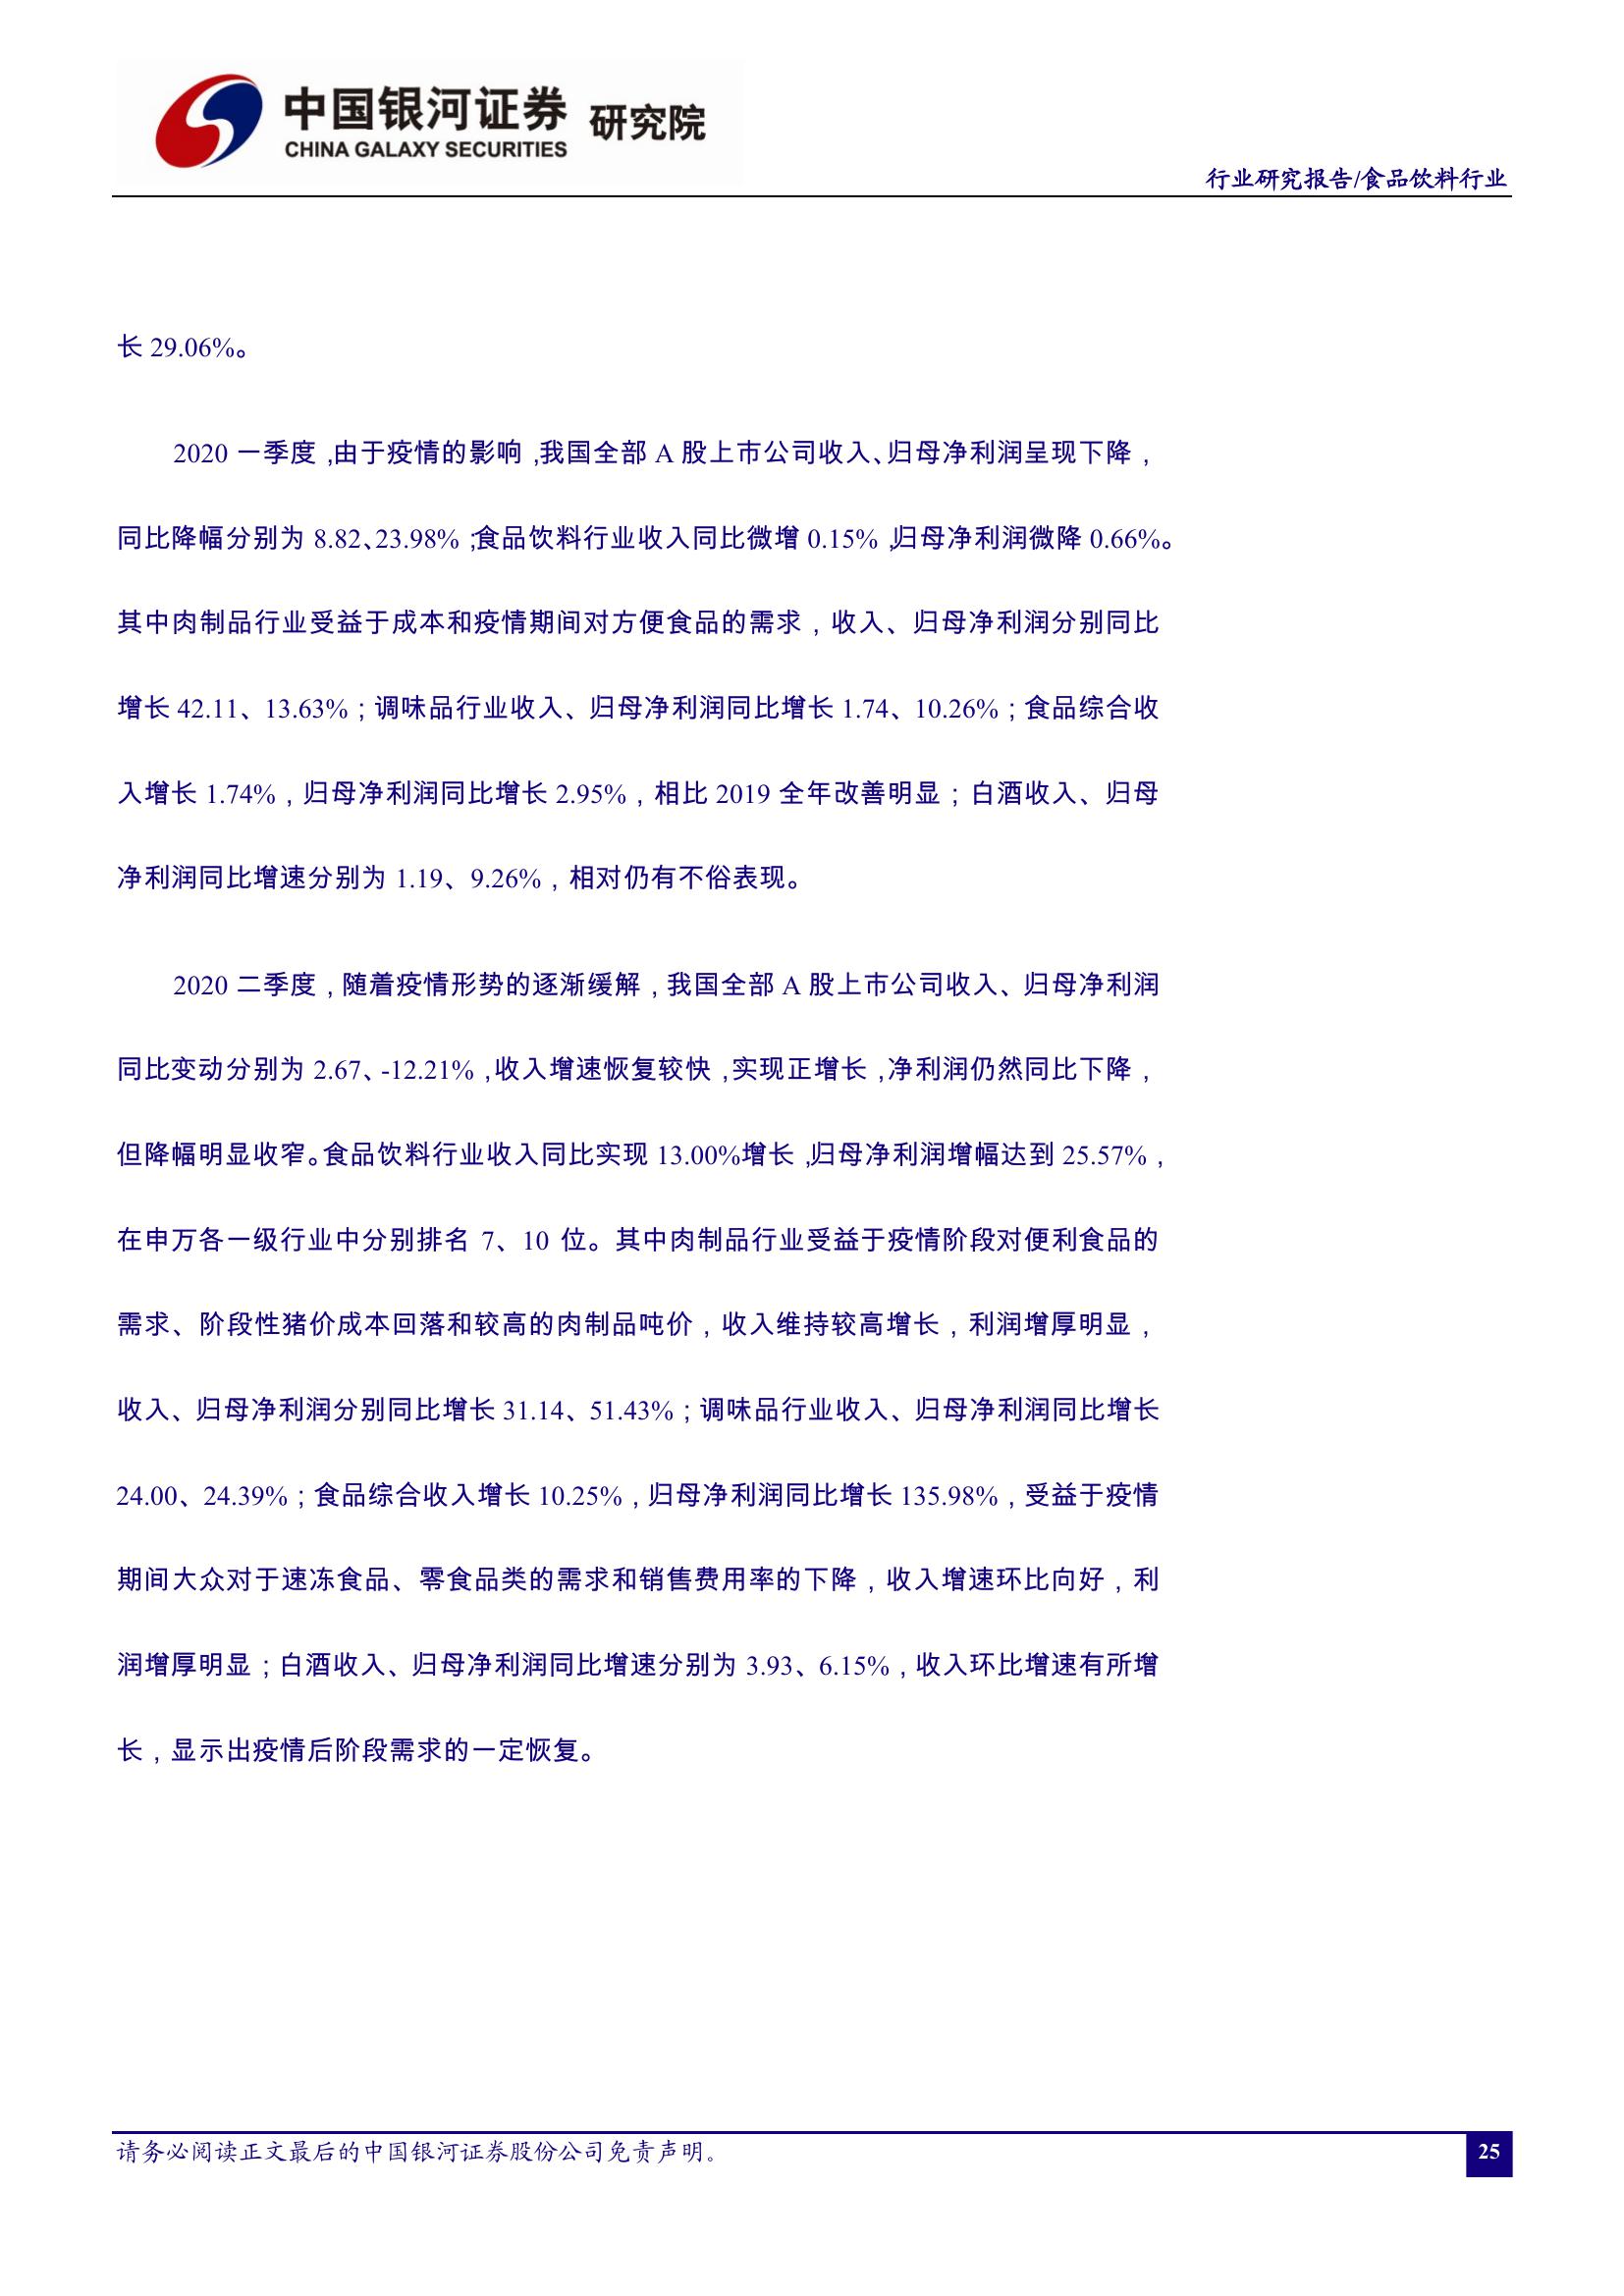 中国银河证券 研究院
CHINA GALAXY SECURITIES
行业研究报告/食品饮料行业
长 29.06%。
2020 一季度，由于疫情的影响，我国全部 A 股上市公司收入、归母净利润呈现下降，
同比降幅分别为 8.82、23.98%；食品饮料行业收入同比微增 0.15%，归母净利润微降 0.66%。
其中肉制品行业受益于成本和疫情期间对方便食品的需求，收入、归母净利润分别同比
增长 42.11、13.63%；调味品行业收入、归母净利润同比增长 1.74、10.26%；食品综合收
入增长 1.74%，归母净利润同比增长 2.95%，相比 2019 全年改善明显；白酒收入、归母
净利润同比增速分别为 1.19、9.26%，相对仍有不俗表现。
2020 二季度，随着疫情形势的逐渐缓解，我国全部 A 股上市公司收入、归母净利润
同比变动分别为 2.67、-12.21%，收入增速恢复较快，实现正增长，净利润仍然同比下降，
但降幅明显收窄。食品饮料行业收入同比实现 13.00%增长，归母净利润增幅达到 25.57%，
在申万各一级行业中分别排名 7、10 位。其中肉制品行业受益于疫情阶段对便利食品的
需求、阶段性猪价成本回落和较高的肉制品吨价，收入维持较高增长，利润增厚明显，
收入、归母净利润分别同比增长 31.14、51.43%；调味品行业收入、归母净利润同比增长
24.00、24.39%；食品综合收入增长 10.25%，归母净利润同比增长 135.98%，受益于疫情
期间大众对于速冻食品、零食品类的需求和销售费用率的下降，收入增速环比向好，利
润增厚明显；白酒收入、归母净利润同比增速分别为 3.93、6.15%，收入环比增速有所增
长，显示出疫情后阶段需求的一定恢复。
请务必阅读正文最后的中国银河证券股份公司免责声明。
25